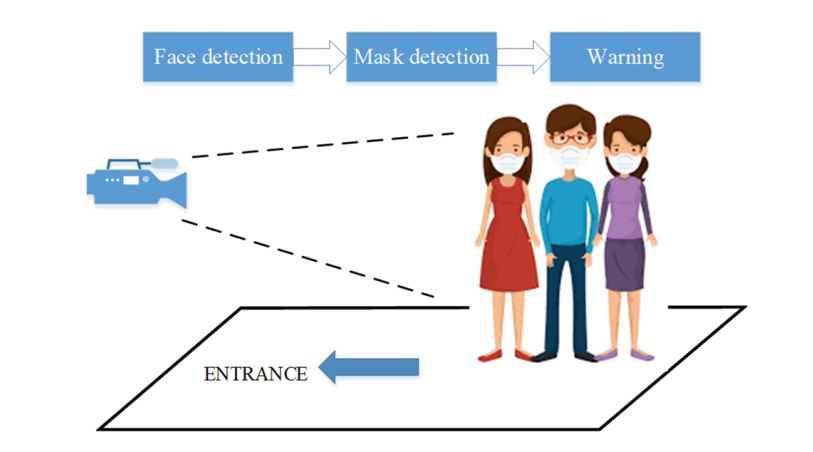 Face detection
Mask detection
Warning
ENTRANCE